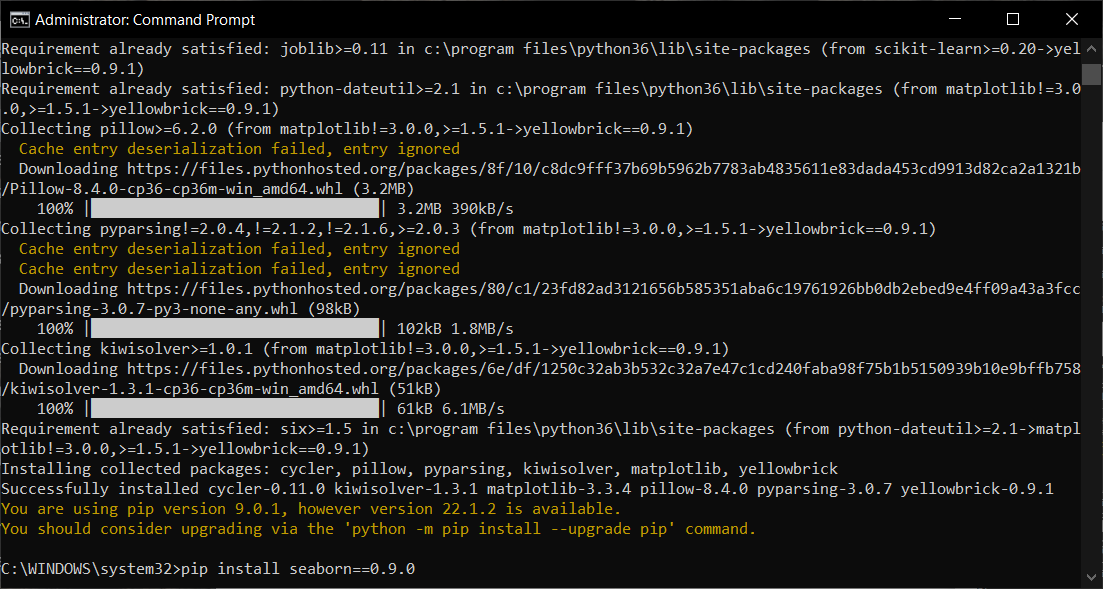 Administrator: Command Prompt
Requirement already satisfied: joblib>=0.11 in c:\program files\python36\lib\site-packages (from scikit-learn>=0.20->yel
lowbrick==0.9.1)
Requirement already satisfied: python-dateutil>=2.1 in c:\program files\python36\lib\site-packages (from matplotlib!=3.0
.0,>=1.5.1->yellowbrick==0.9.1)
Collecting pillow>=6.2.0 (from matplotlib!=3.0.0,>=1.5.1->yellowbrick==0.9.1)
  Cache entry deserialization failed, entry ignored
  Downloading https://files.pythonhosted.org/packages/8f/10/c8dc9fff37b69b5962b7783ab4835611e83dada453cd9913d82ca2a1321b
/Pillow-8.4.0-cp36-cp36m-win_amd64.whl (3.2MB)
    100% |████████████████████████████████| 3.2MB 390kB/s
Collecting pyparsing!=2.0.4,!=2.1.2,!=2.1.6,>=2.0.3 (from matplotlib!=3.0.0,>=1.5.1->yellowbrick==0.9.1)
  Cache entry deserialization failed, entry ignored
  Cache entry deserialization failed, entry ignored
  Downloading https://files.pythonhosted.org/packages/80/c1/23fd82ad3121656b585351aba6c19761926bb0db2ebed9e4ff09a43a3fcc
/pyparsing-3.0.7-py3-none-any.whl (98kB)
    100% |████████████████████████████████| 102kB 1.8MB/s
Collecting kiwisolver>=1.0.1 (from matplotlib!=3.0.0,>=1.5.1->yellowbrick==0.9.1)
  Downloading https://files.pythonhosted.org/packages/6e/df/1250c32ab3b532c32a7e47c1cd240faba98f75b1b5150939b10e9bffb758
/kiwisolver-1.3.1-cp36-cp36m-win_amd64.whl (51kB)
    100% |████████████████████████████████| 61kB 6.1MB/s
Requirement already satisfied: six>=1.5 in c:\program files\python36\lib\site-packages (from python-dateutil>=2.1->matpl
otlib!=3.0.0,>=1.5.1->yellowbrick==0.9.1)
Installing collected packages: cycler, pillow, pyparsing, kiwisolver, matplotlib, yellowbrick
Successfully installed cycler-0.11.0 kiwisolver-1.3.1 matplotlib-3.3.4 pillow-8.4.0 pyparsing-3.0.7 yellowbrick-0.9.1
You are using pip version 9.0.1, however version 22.1.2 is available.
You should consider upgrading via the 'python -m pip install --upgrade pip' command.
C:\WINDOWS\system32>pip install seaborn==0.9.0